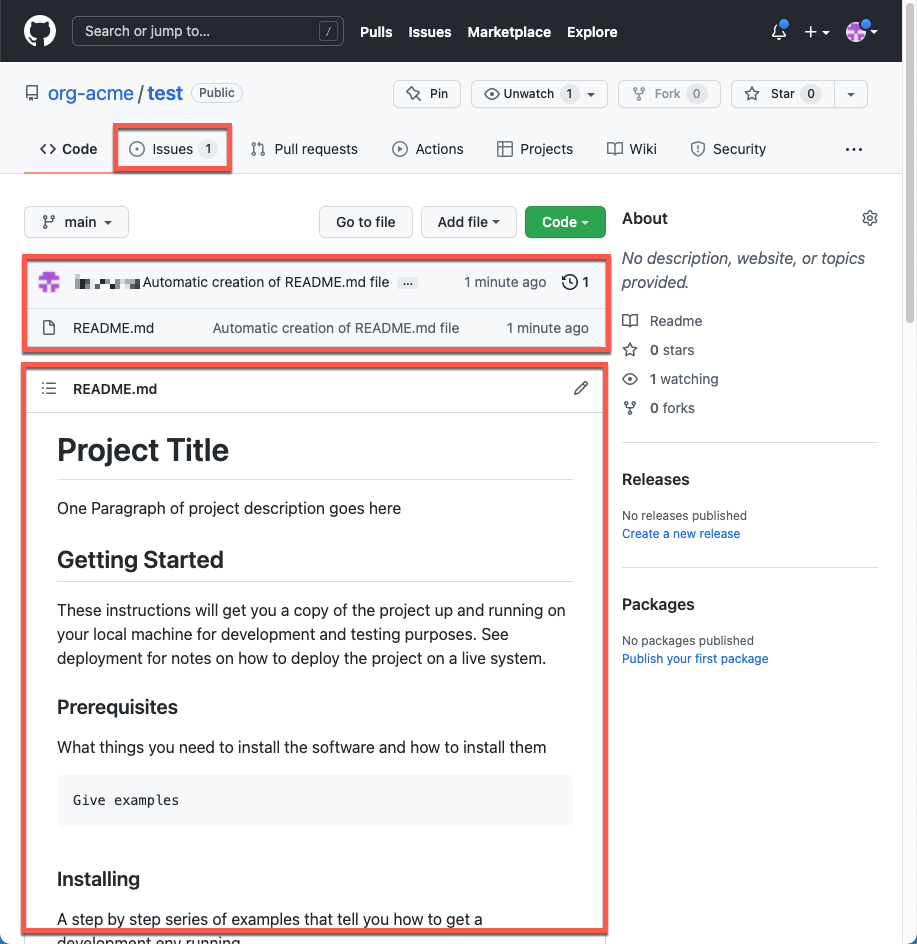 Search or jump to... /
Pulls Issues Marketplace Explore
org-acme / test Public
Pin Unwatch 1 Fork 0 Star 0
Code Issues 1 Pull requests Actions Projects Wiki Security ...
main Go to file Add file Code
Automatic creation of README.md file ... 1 minute ago 1
README.md Automatic creation of README.md file 1 minute ago
README.md
Project Title
One Paragraph of project description goes here
Getting Started
These instructions will get you a copy of the project up and running on
your local machine for development and testing purposes. See
deployment for notes on how to deploy the project on a live system.
Prerequisites
What things you need to install the software and how to install them
Give examples
Installing
A step by step series of examples that tell you how to get a
development env running
About
No description, website, or topics
provided.
Readme
0 stars
1 watching
0 forks
Releases
No releases published
Create a new release
Packages
No packages published
Publish your first package